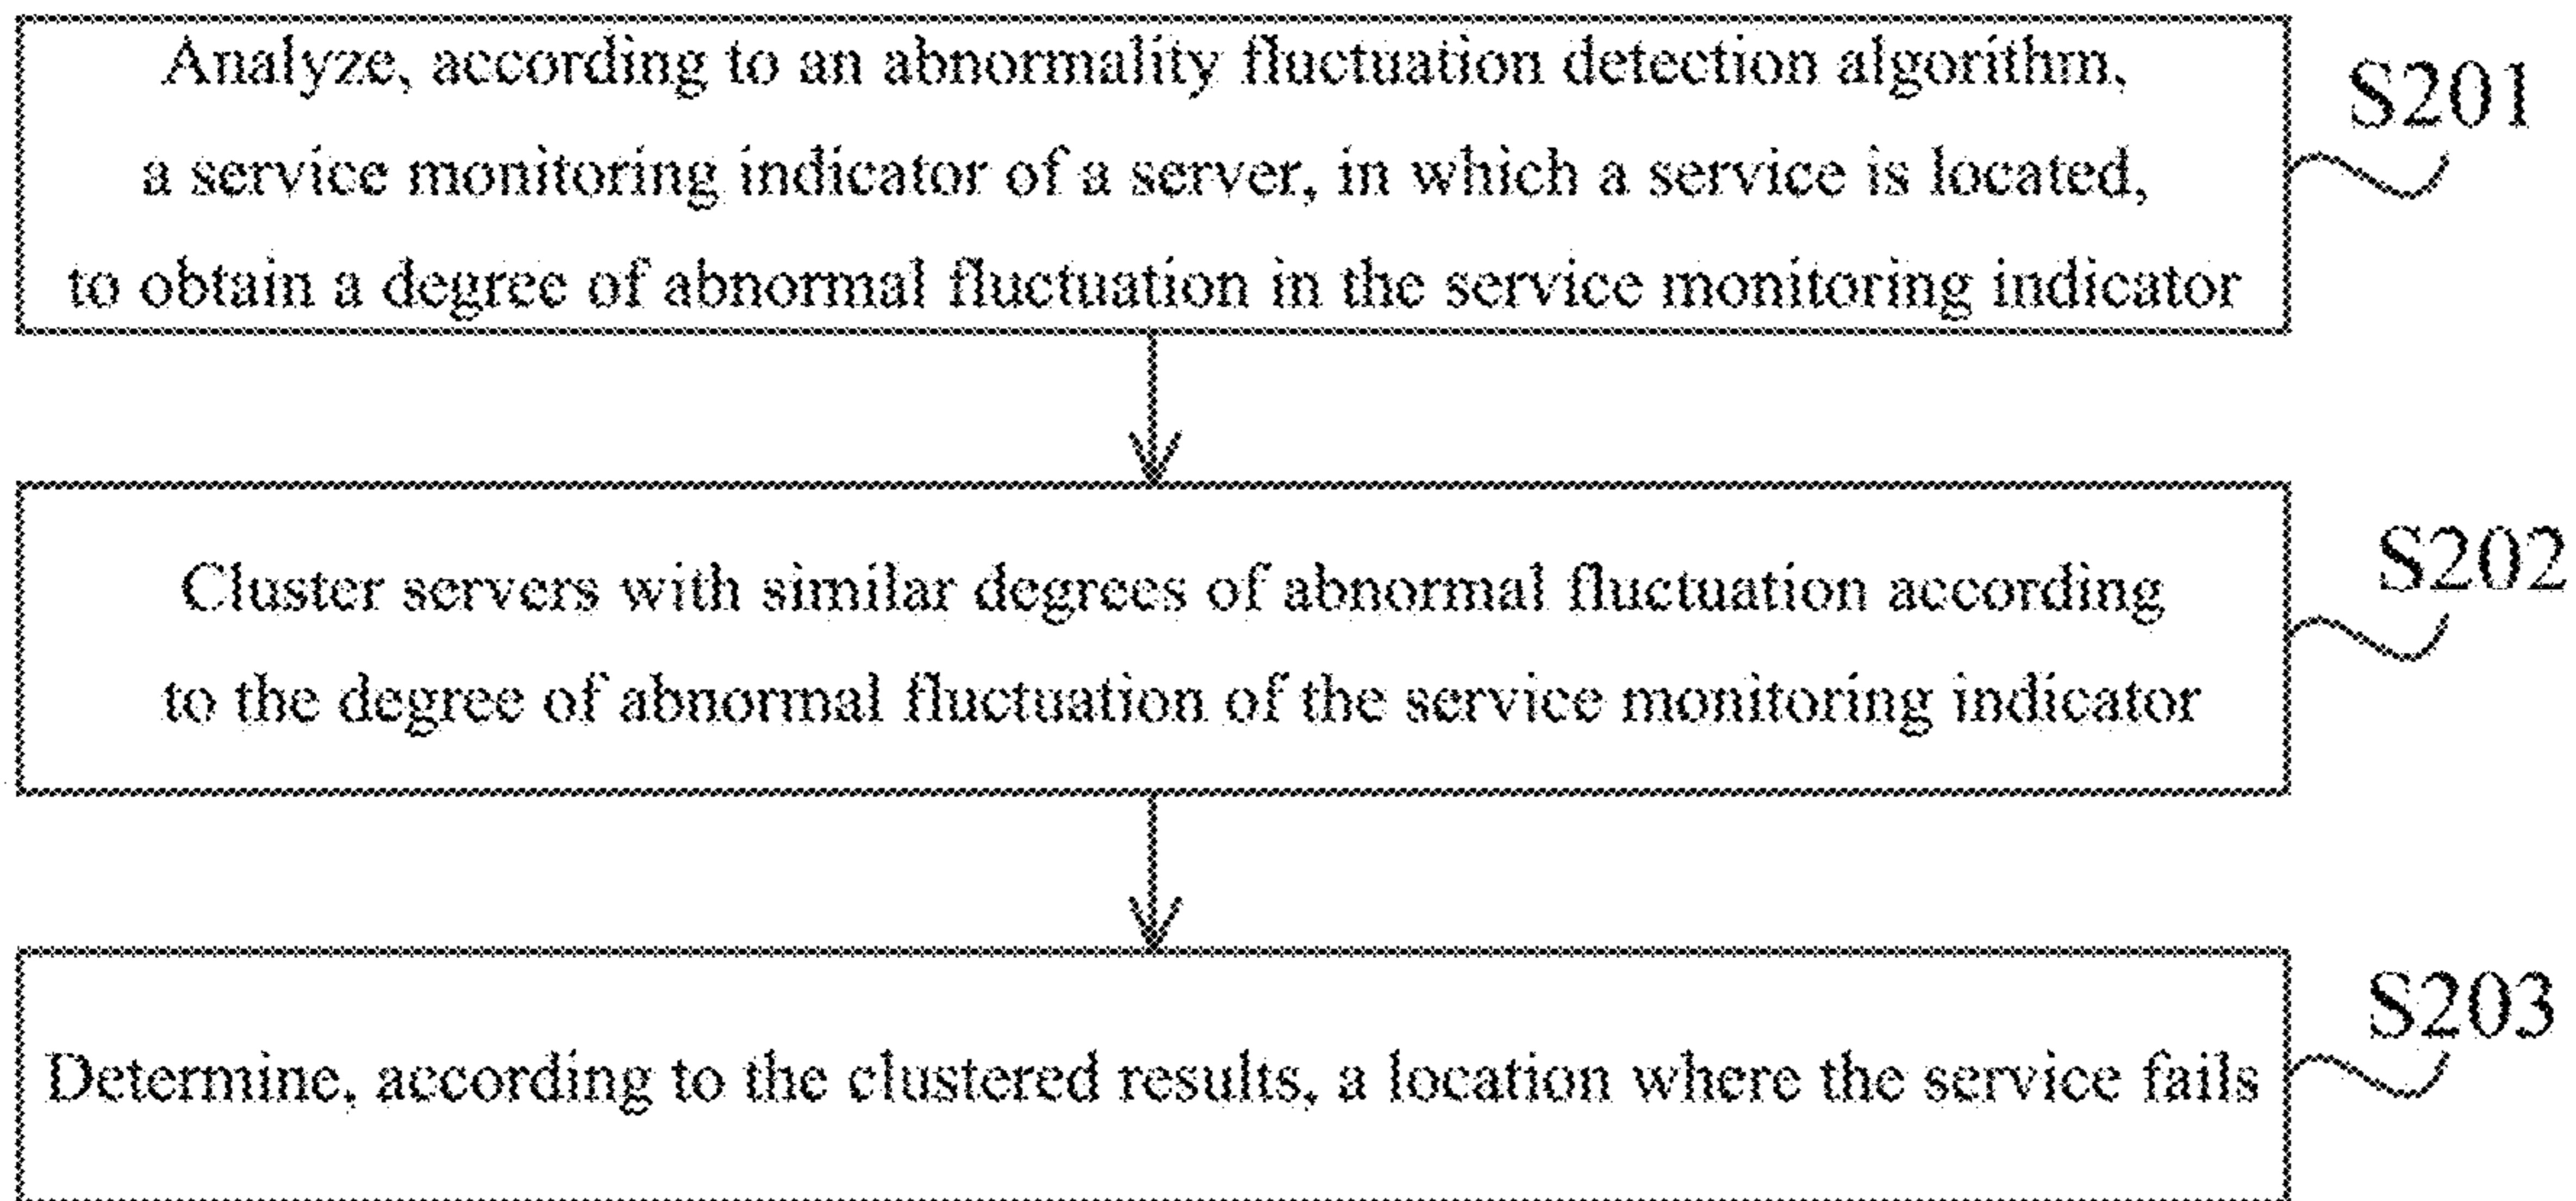 Analyze, according to an abnormality fluctuation detection algorithm,
S201
a service monitoring indicator of a server, in which a service is located,
to obtain a degree of abnormal fluctuation in the service monitoring indicator
S202
Cluster servers with similar degrees of abnormal fluctuation according
to the degree of abnormal fluctuation of the service monitoring indicator
S203
Determine, according to the clustered results, a location where the service fails